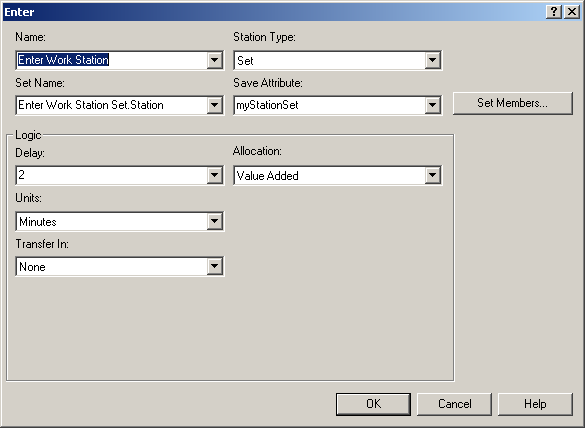 Enter
Name:
Station Type:
Enter Work Station
Set
Set Name:
Save Attribute:
Enter Work Station Set.Station
myStationSet
Set Members...
Logic
Delay:
Allocation:
2
Value Added
Units:
Minutes
Transfer In:
None
OK
Cancel
Help